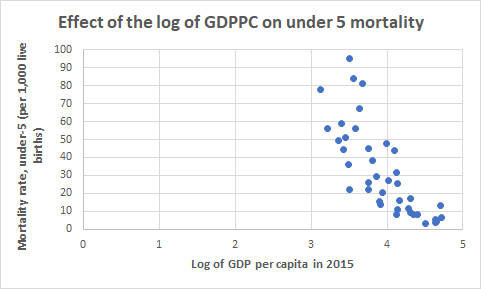 Effect of the log of GDPPC on under 5 mortality
Mortality rate, under-5 (per 1,000 live
births)
100
90
80
70
60
50
40
30
20
10
0
0 1 2 3 4 5
Log of GDP per capita in 2015